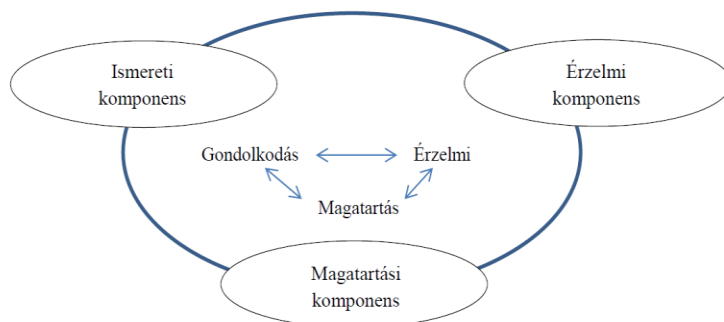 Ismereti
komponens
Érzelmi
komponens
Gondolkodás
Érzelmi
Magatartás
Magatartási
komponens